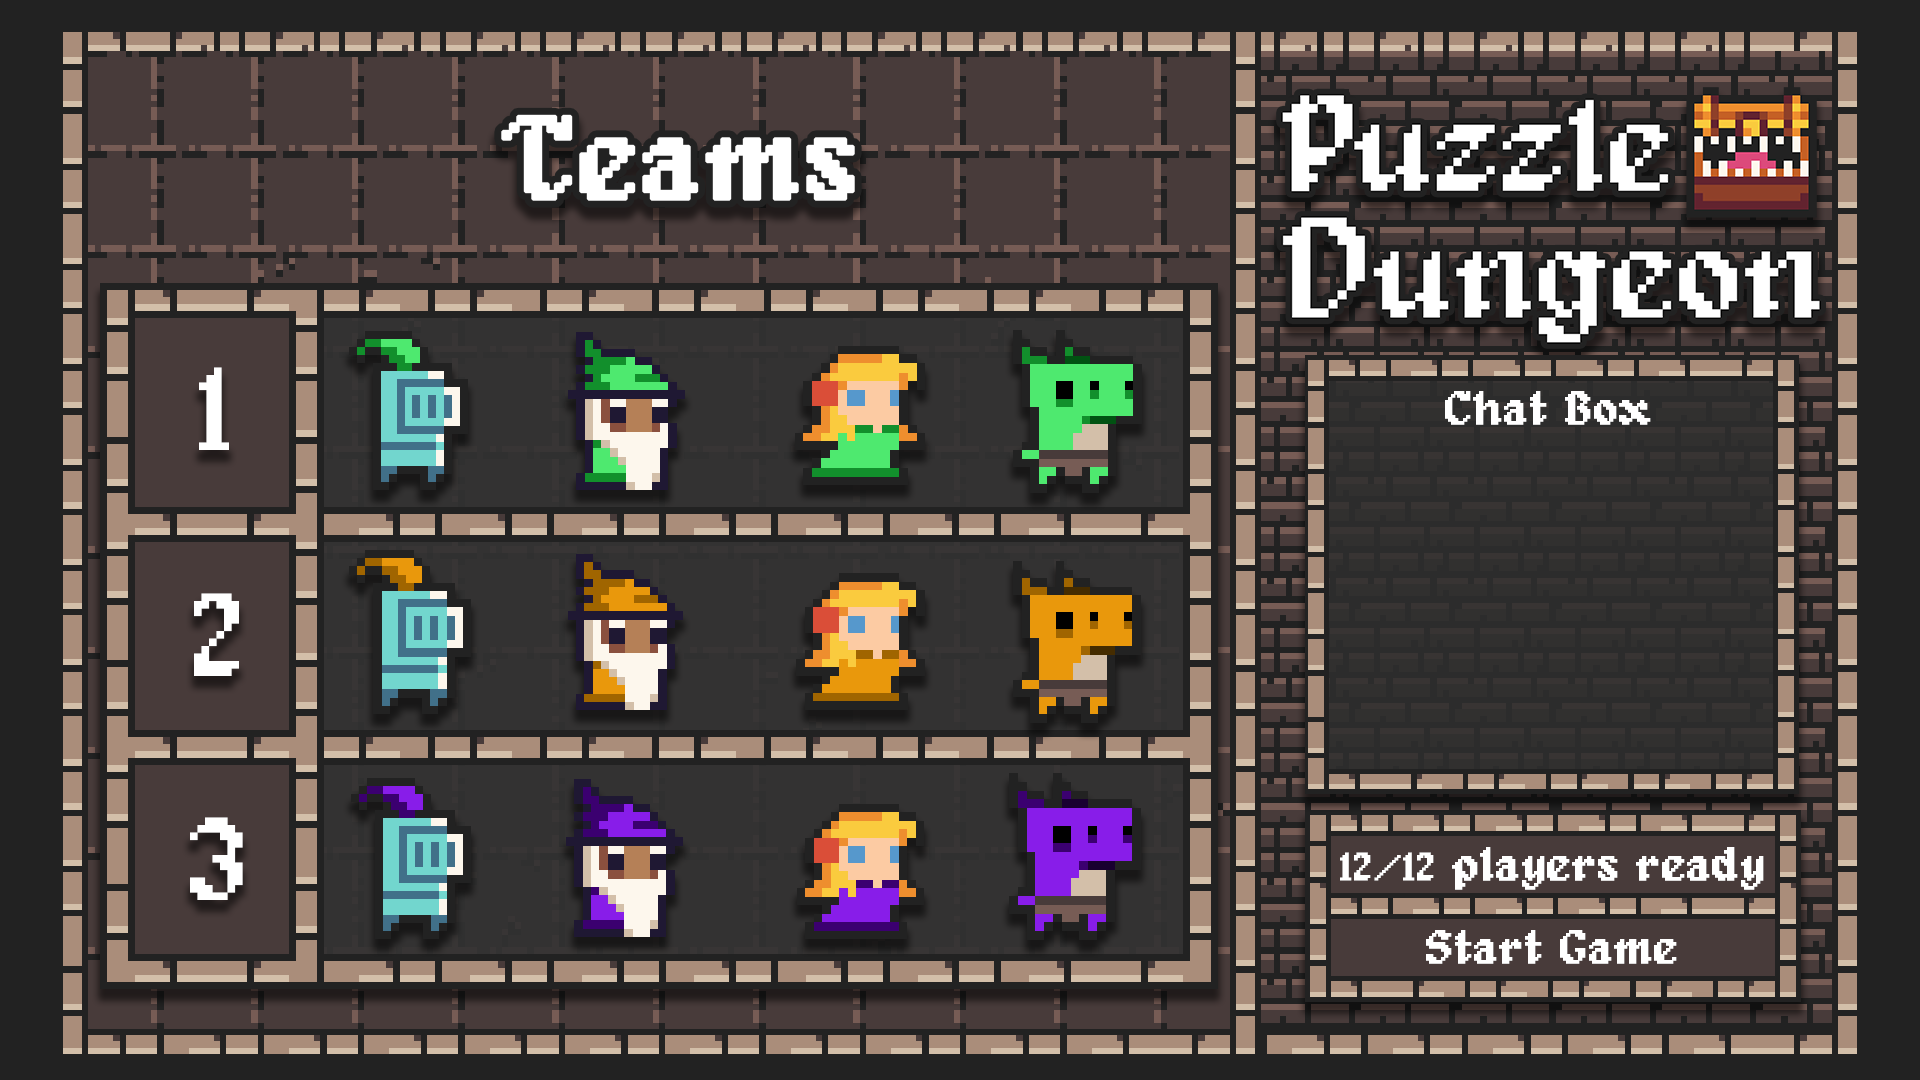 Teams
1
2
3
Puzzle
Dungeon
Chat Box
12/12 players ready
Start Game